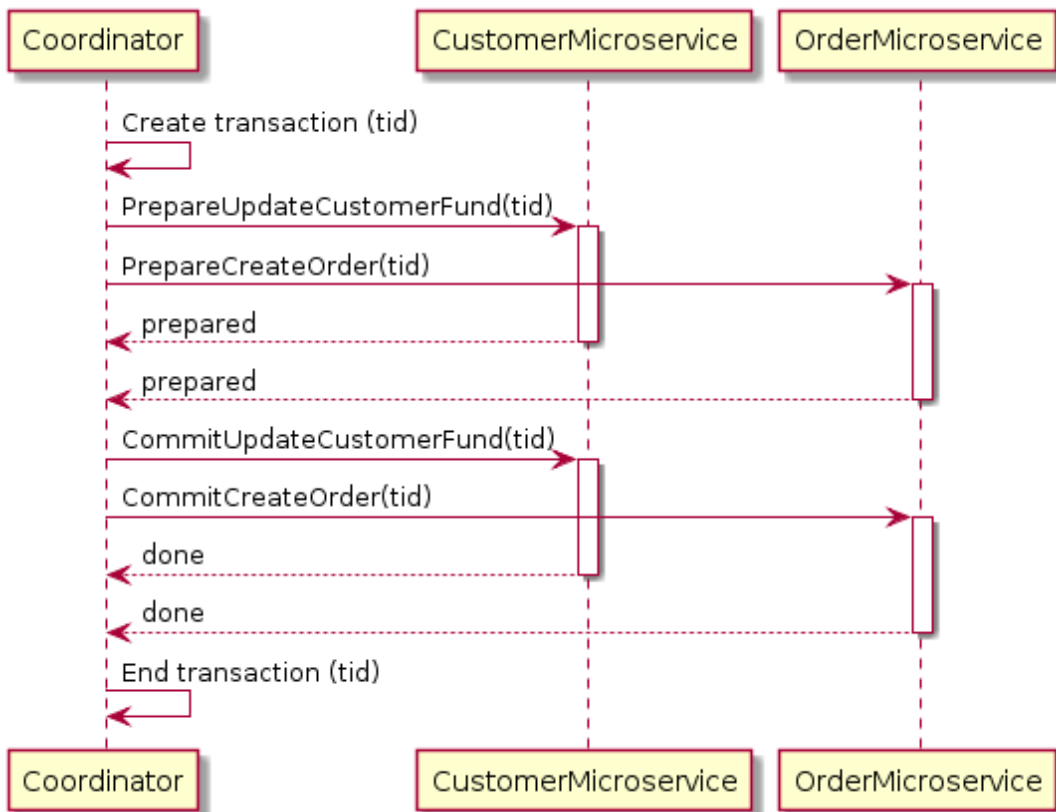 Coordinator CustomerMicroservice OrderMicroservice
Create transaction (tid)
PrepareUpdateCustomerFund(tid)
PrepareCreateOrder(tid)
prepared
prepared
CommitUpdateCustomerFund(tid)
CommitCreateOrder(tid)
done
done
End transaction (tid)
Coordinator CustomerMicroservice OrderMicroservice